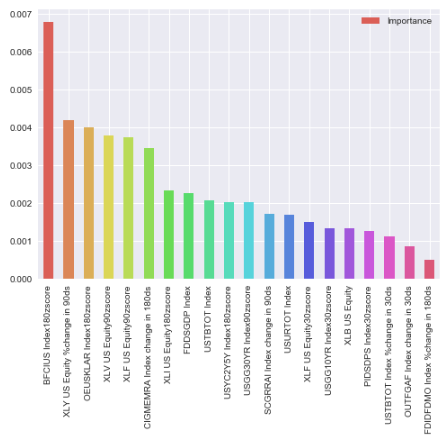 Importance
0.007
0.006
0.005
0.004
0.003
0.002
0.001
0.000
BFCIUS Index180zscore
XLY US Equity %change in 90ds
OEUSKLAR Index180zscore
XLV US Equity90zscore
XLF US Equity90zscore
CIGMEMRA Index change in 180ds
XLI US Equity180zscore
FDDSGDP Index
USTBTOT Index
USYC2Y5Y Index180zscore
USGG30YR Index90zscore
SCGRRAI Index change in 90ds
USURTOT Index
XLF US Equity30zscore
USGG10YR Index30zscore
XLB US Equity
PIDSDPS Index30zscore
USTBTOT Index %change in 30ds
OUTFGAF Index change in 30ds
FDIDFDMO Index change in 180ds